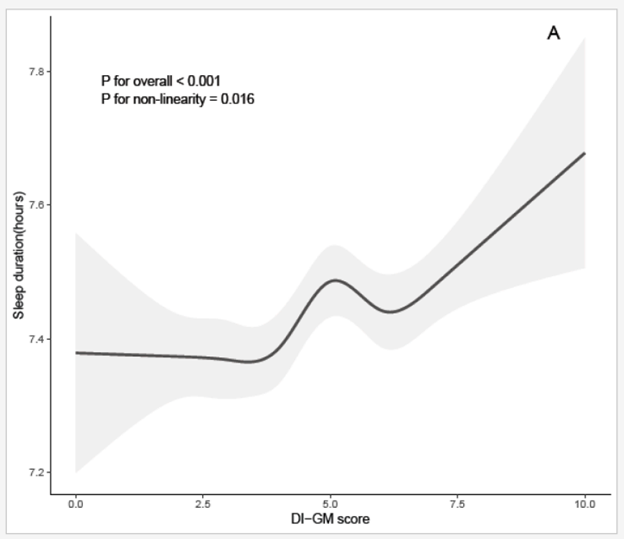 A
P for overall < 0.001
P for non-linearity = 0.016
7.8
7.6
7.4
7.2
Sleep duration(hours)
0.0 2.5 5.0 7.5 10.0
DI−GM score